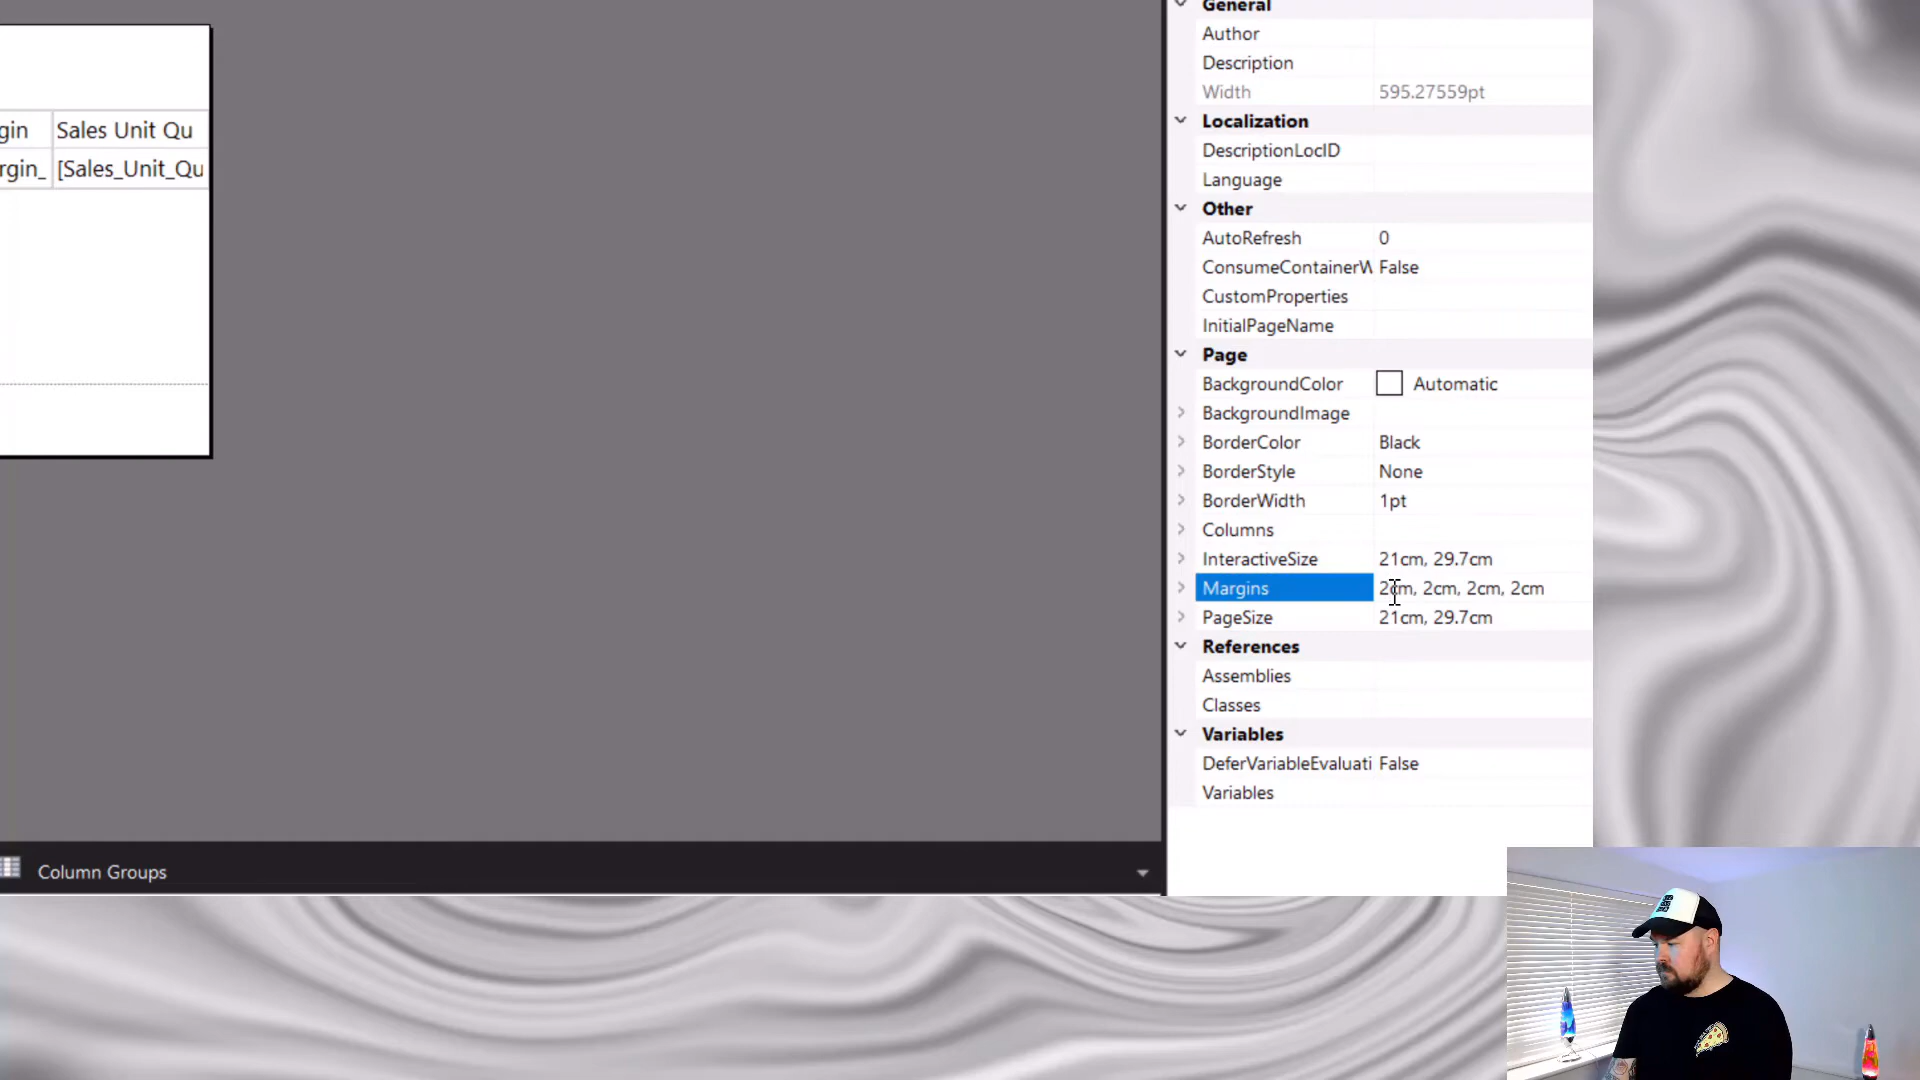 gin
Sales Unit Qu
rgin_
[Sales_Unit_Qu
General
Author
Description
Width 595.27559pt
Localization
DescriptionLocID
Language
Other
AutoRefresh 0
ConsumeContainerW False
CustomProperties
InitialPageName
Page
BackgroundColor Automatic
BackgroundImage
BorderColor Black
BorderStyle None
BorderWidth 1pt
Columns
InteractiveSize 21cm, 29.7cm
Margins 2cm, 2cm, 2cm, 2cm
PageSize 21cm, 29.7cm
References
Assemblies
Classes
Variables
DeferVariableEvaluati False
Variables
Column Groups